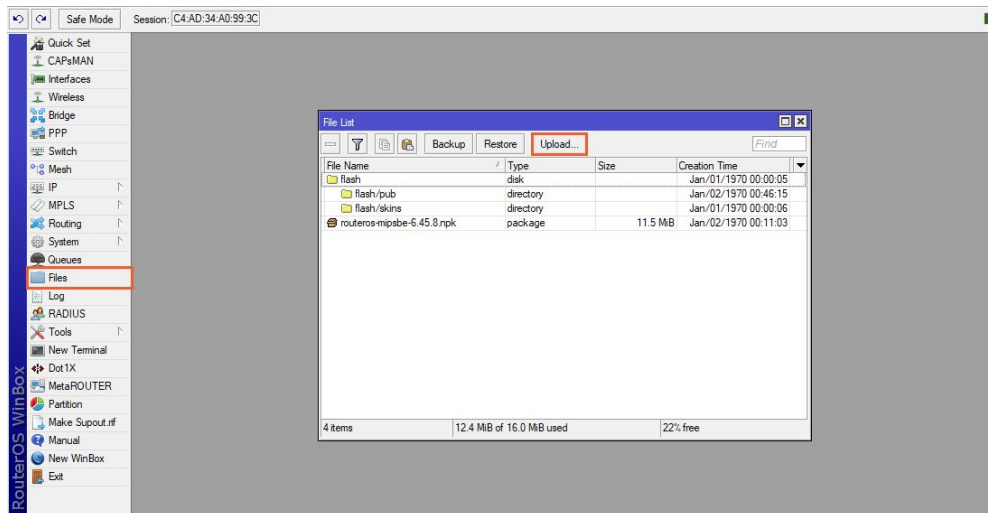 Safe Mode Session: C4:AD:34:A0:99:3C
Quick Set
CAPsMAN
Interfaces
Wireless
Bridge
PPP
Switch
Mesh
IP
MPLS
Routing
System
Queues
Files
Log
RADIUS
Tools
New Terminal
Dot1X
MetaROUTER
Partition
Make Supout.rif
Manual
New WinBox
Exit
RouterOS WinBox
File List
Backup Restore Upload... Find
File Name Type Size Creation Time
flash disk Jan/01/1970 00:00:05
flash/pub directory Jan/02/1970 00:46:15
flash/skins directory Jan/01/1970 00:00:06
routeros-mipsbe-6.45.8.npk package 11.5 MiB Jan/02/1970 00:11:03
4 items 12.4 MiB of 16.0 MiB used 22% free